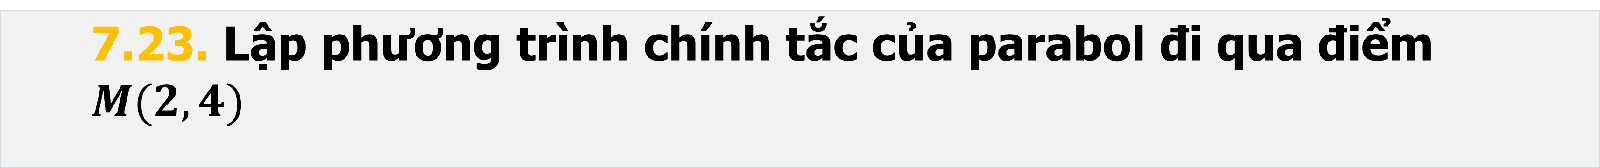 7.23. Lập phương trình chính tắc của parabol đi qua điểm
M(2,4)